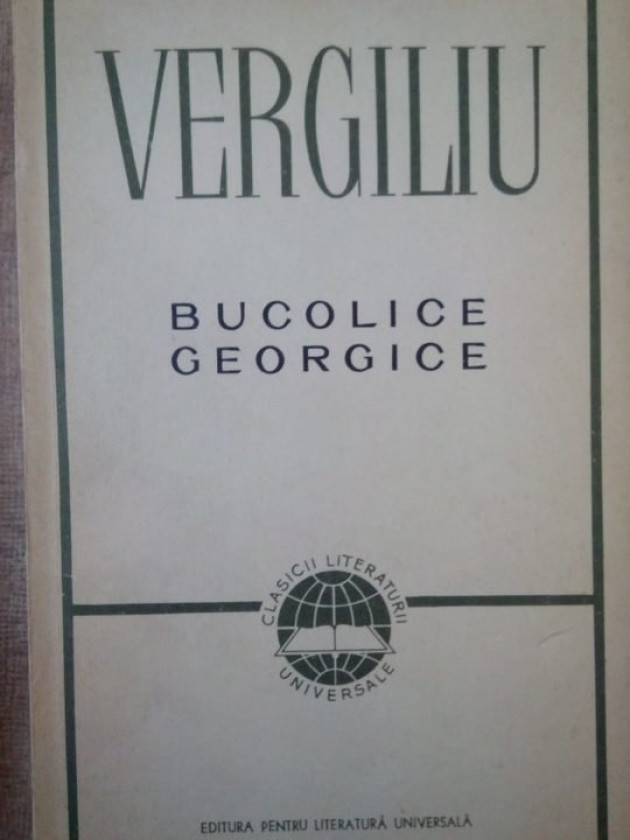 VERGILIU
BUCOLICE
GEORGICE
CLASICII LITERATURII
UNIVERSALE
EDITURA PENTRU LITERATURĂ UNIVERSALĂ